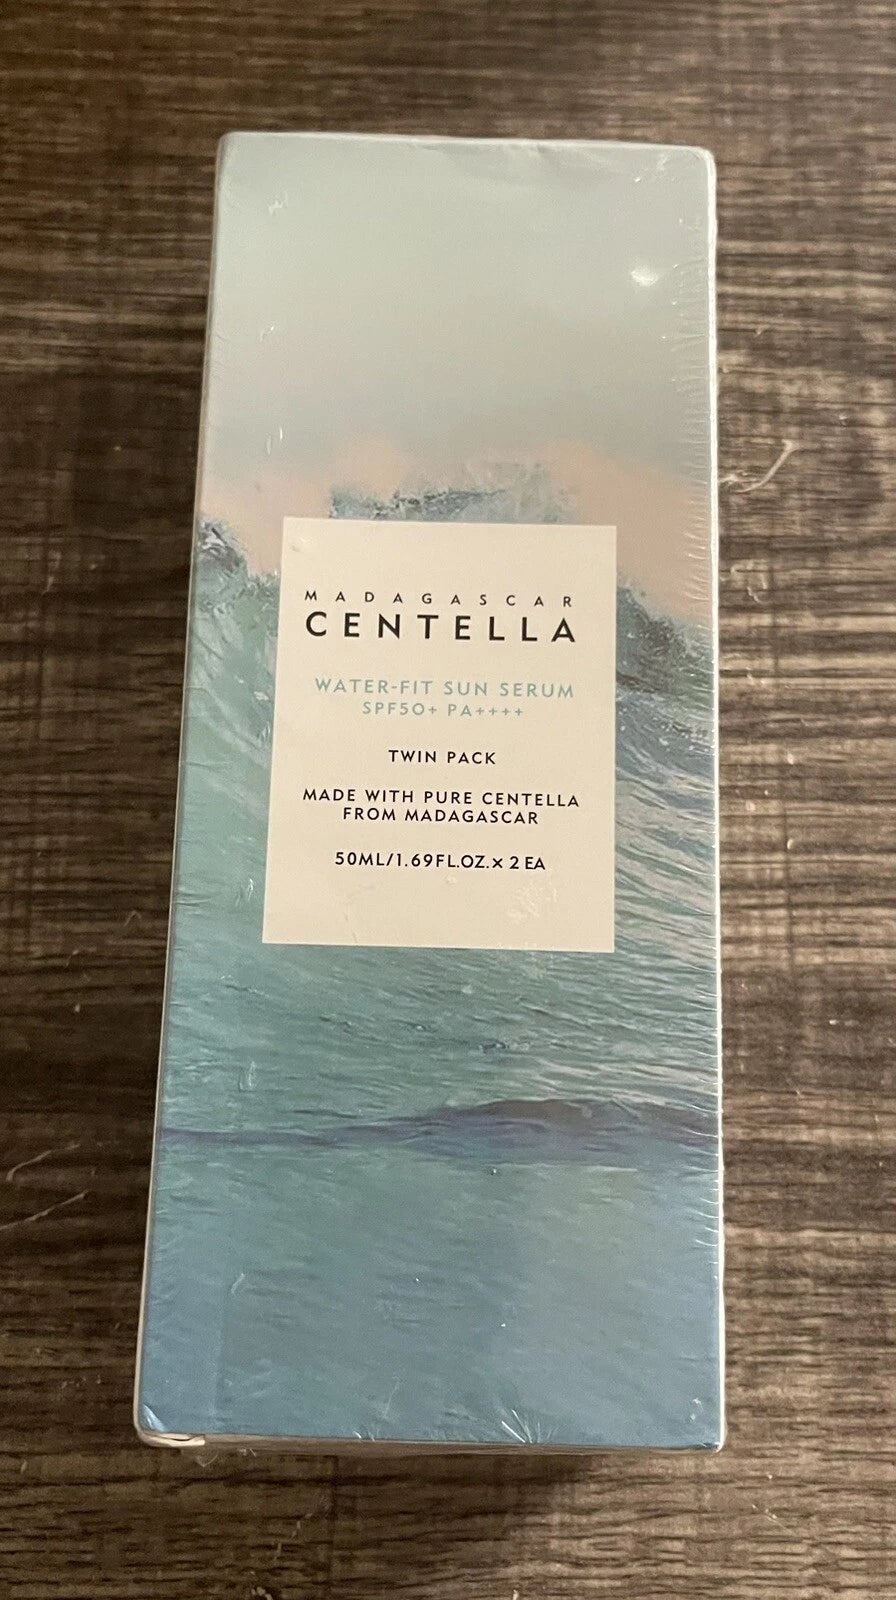 MADAGASCAR
CENTELLA
WATER-FIT SUN SERUM
SPF50+ PA++++
TWIN PACK
MADE WITH PURE CENTELLA
FROM MADAGASCAR
50ML/1.69FL.OZ.x 2 EA